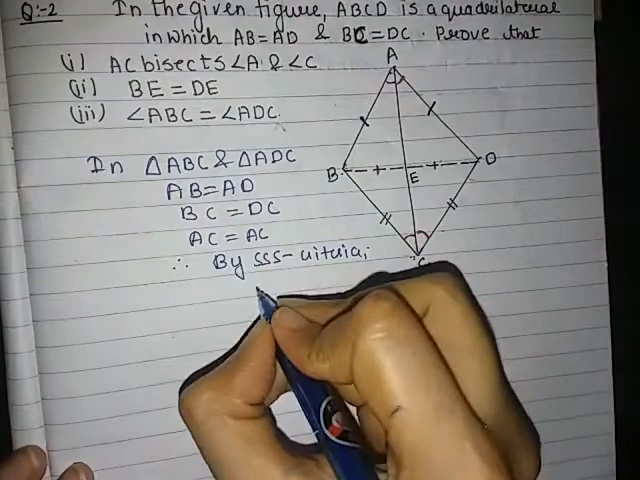 Q:-2 In the given figure, ABCD is a quadrilateral
in which AB=AD & BC=DC. Prove that
(i) AC bisects ∠A & ∠C
(ii) BE = DE
(iii) ∠ABC = ∠ADC.
A
In △ABC & △ADC
B
E
D
AB=AD
BC = DC
AC = AC
∴ By SSS-criteria,
C